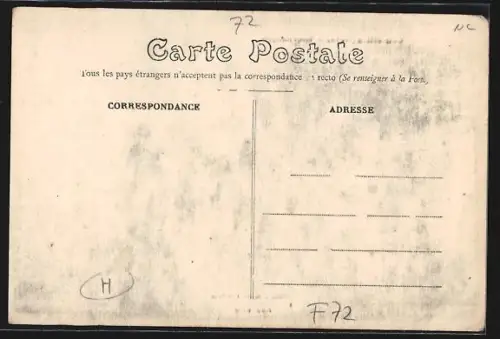 72
NC
Carte Postale
Tous les pays étrangers n'acceptent pas la correspondance recto (Se renseigner à la Poste)
CORRESPONDANCE
ADRESSE
H
F72